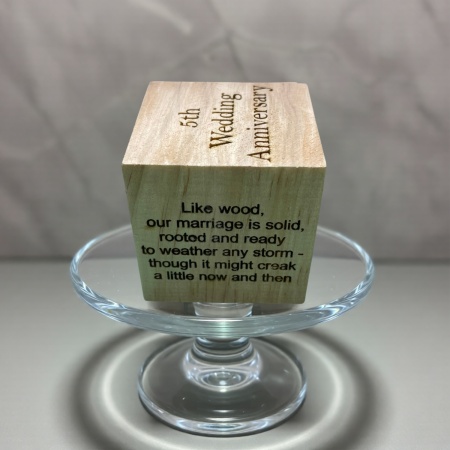 5th
Wedding
Anniversary
Like wood,
our marriage is solid,
rooted and ready
to weather any storm -
though it might creak
a little now and then